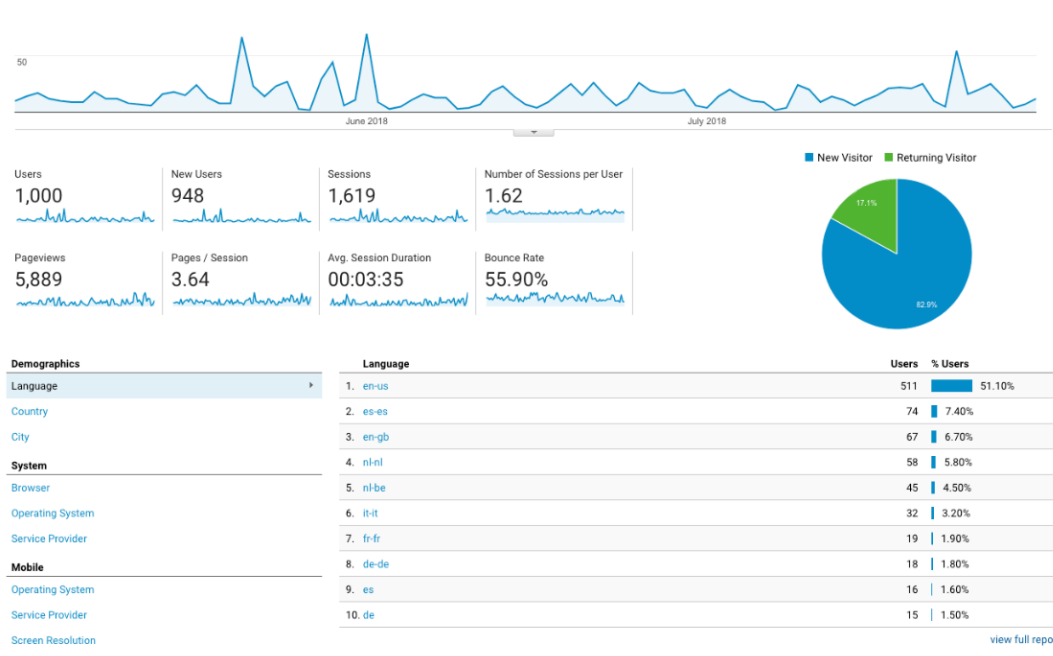 50
June 2018 July 2018
New Visitor Returning Visitor
Users New Users Sessions Number of Sessions per User
1,000 948 1,619 1.62
17.1%
Pageviews Pages / Session Avg. Session Duration Bounce Rate
5,889 3.64 00:03:35 55.90%
82.9%
Demographics Language Users % Users
Language 1. en-us 511 51.10%
Country 2. es-es 74 7.40%
City 3. en-gb 67 6.70%
System 4. nl-nl 58 5.80%
Browser 5. nl-be 45 4.50%
Operating System 6. it-it 32 3.20%
Service Provider 7. fr-fr 19 1.90%
Mobile 8. de-de 18 1.80%
Operating System 9. es 16 1.60%
Service Provider 10. de 15 1.50%
Screen Resolution view full repo